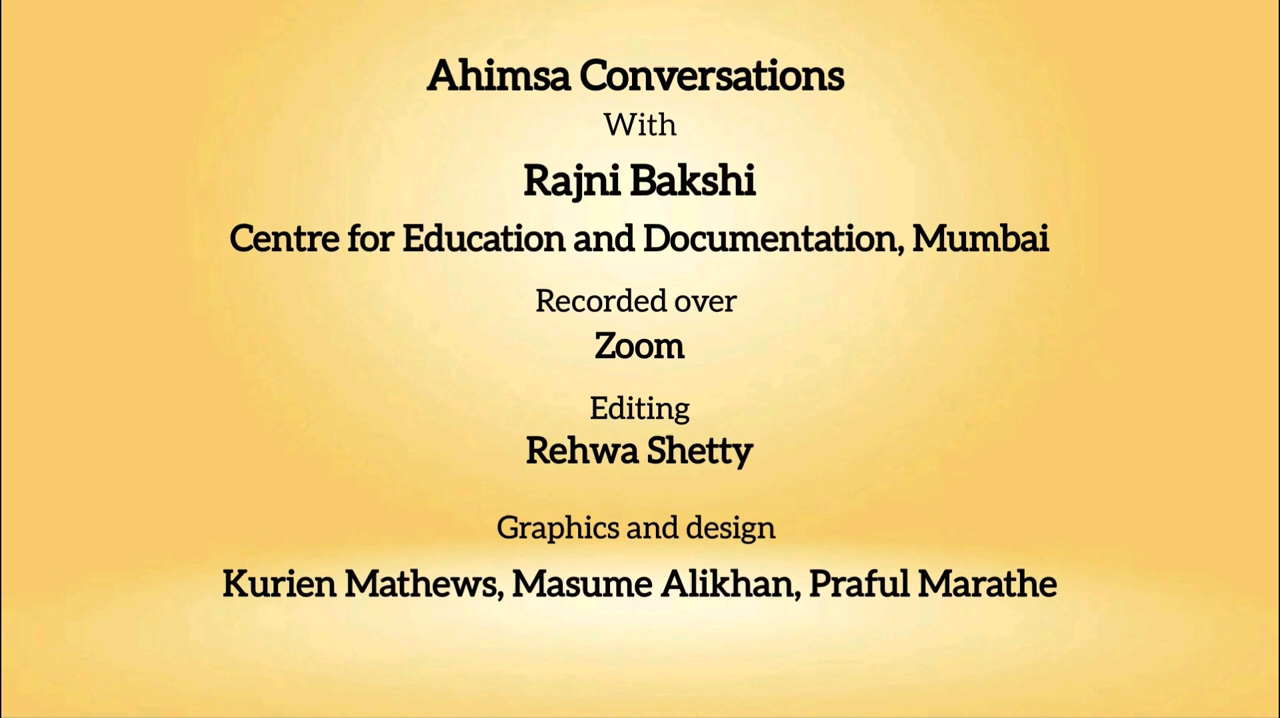 Ahimsa Conversations
With
Rajni Bakshi
Centre for Education and Documentation, Mumbai
Recorded over
Zoom
Editing
Rehwa Shetty
Graphics and design
Kurien Mathews, Masume Alikhan, Praful Marathe